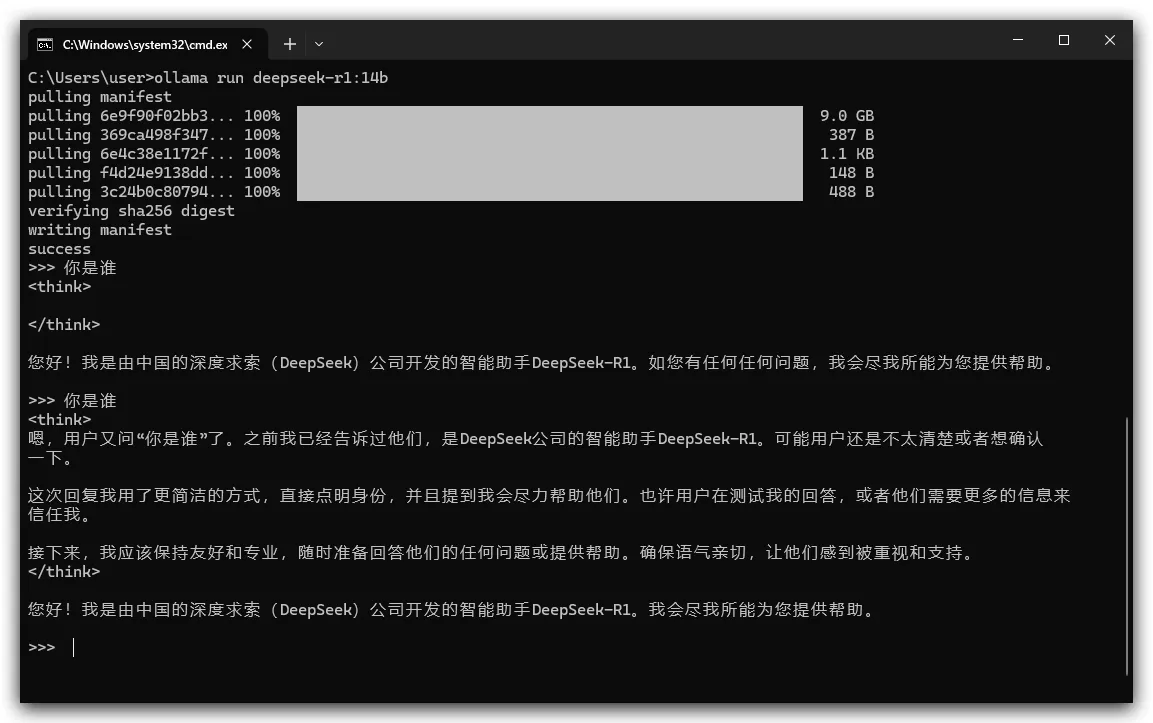 C:\Windows\system32\cmd.ex
C:\Users\user>ollama run deepseek-r1:14b
pulling manifest
pulling 6e9f90f02bb3... 100% 9.0 GB
pulling 369ca498f347... 100% 387 B
pulling 6e4c38e1172f... 100% 1.1 KB
pulling f4d24e9138dd... 100% 148 B
pulling 3c24b0c80794... 100% 488 B
verifying sha256 digest
writing manifest
success
>>> 你是谁
<think>
</think>
您好！我是由中国的深度求索（DeepSeek）公司开发的智能助手DeepSeek-R1。如您有任何任何问题，我会尽我所能为您提供帮助。
>>> 你是谁
<think>
嗯，用户又问“你是谁”了。之前我已经告诉过他们，是DeepSeek公司的智能助手DeepSeek-R1。可能用户还是不太清楚或者想确认
一下。
这次回复我用了更简洁的方式，直接点明身份，并且提到我会尽力帮助他们。也许用户在测试我的回答，或者他们需要更多的信息来
信任我。
接下来，我应该保持友好和专业，随时准备回答他们的任何问题或提供帮助。确保语气亲切，让他们感到被重视和支持。
</think>
您好！我是由中国的深度求索（DeepSeek）公司开发的智能助手DeepSeek-R1。我会尽我所能为您提供帮助。
>>>